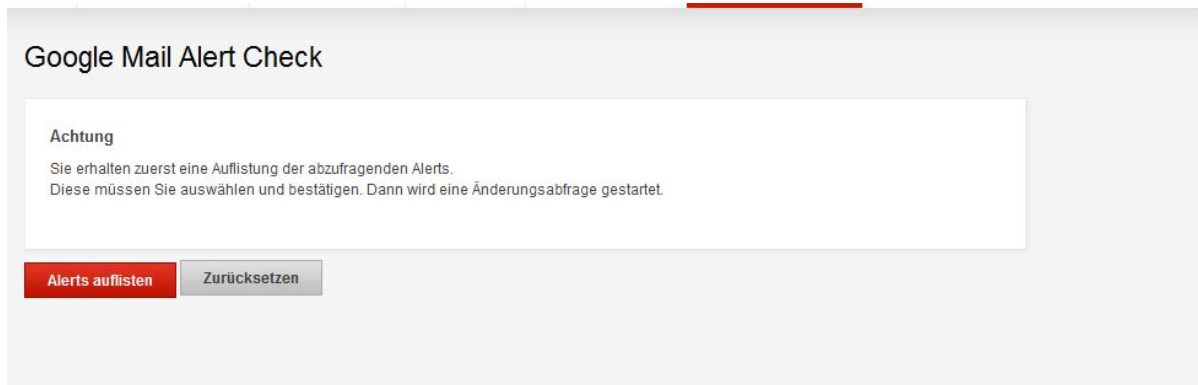 Google Mail Alert Check
Achtung
Sie erhalten zuerst eine Auflistung der abzufragenden Alerts.
Diese müssen Sie auswählen und bestätigen. Dann wird eine Änderungsabfrage gestartet.
Alerts auflisten
Zurücksetzen